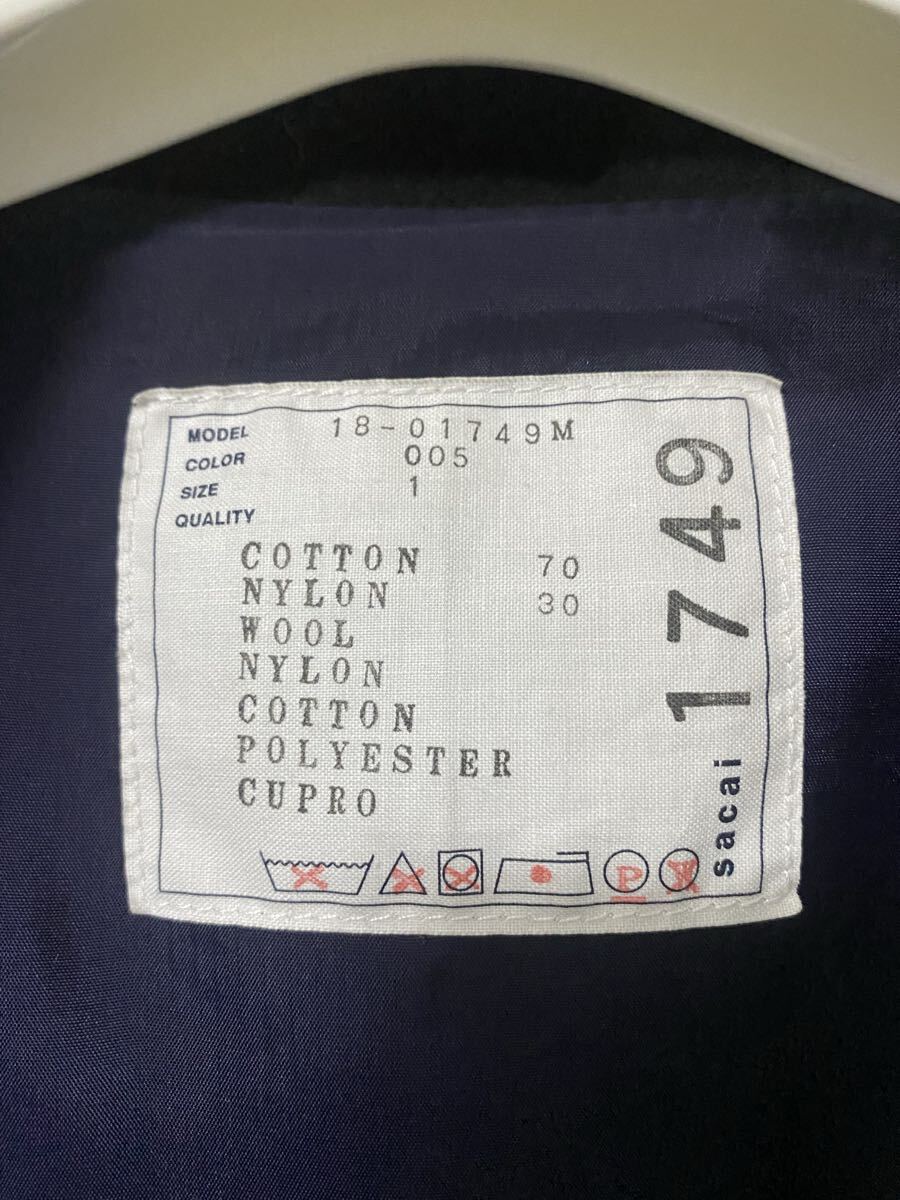 MODEL 18-01749M
COLOR 005
SIZE 1
QUALITY
COTTON 70
NYLON 30
WOOL
NYLON
COTTON
POLYESTER
CUPRO
P
sacai 1749